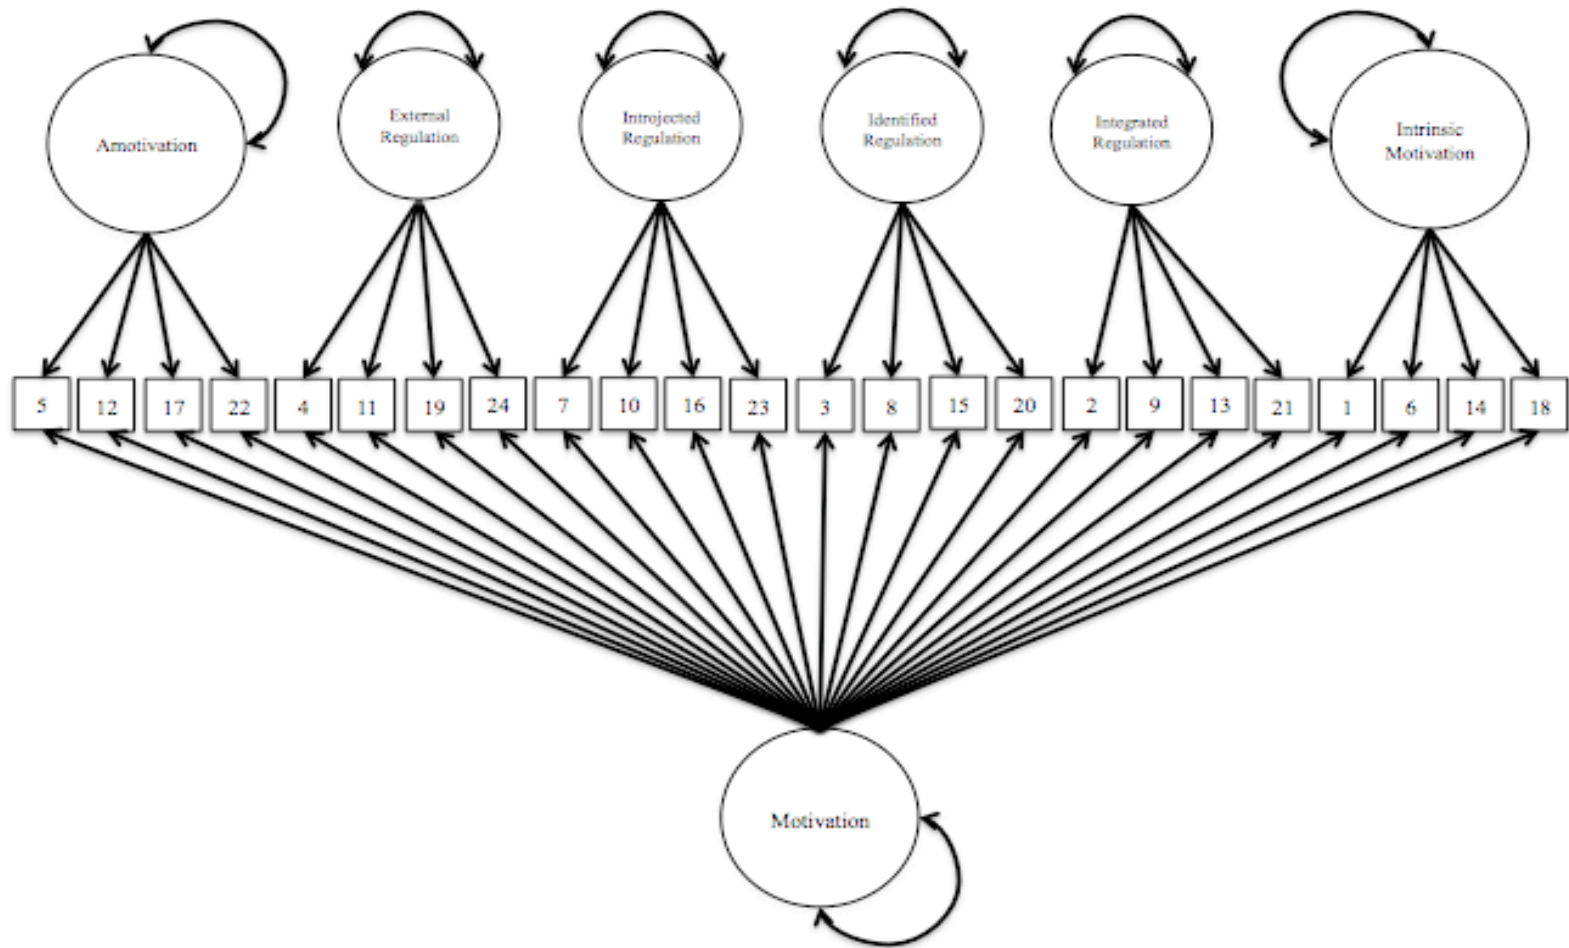 Amotivation
External
Regulation
Introjected
Regulation
Identified
Regulation
Integrated
Regulation
Intrinsic
Motivation
5 12 17 22 4 11 19 24 7 10 16 23 3 8 15 20 2 9 13 21 1 6 14 18
Motivation